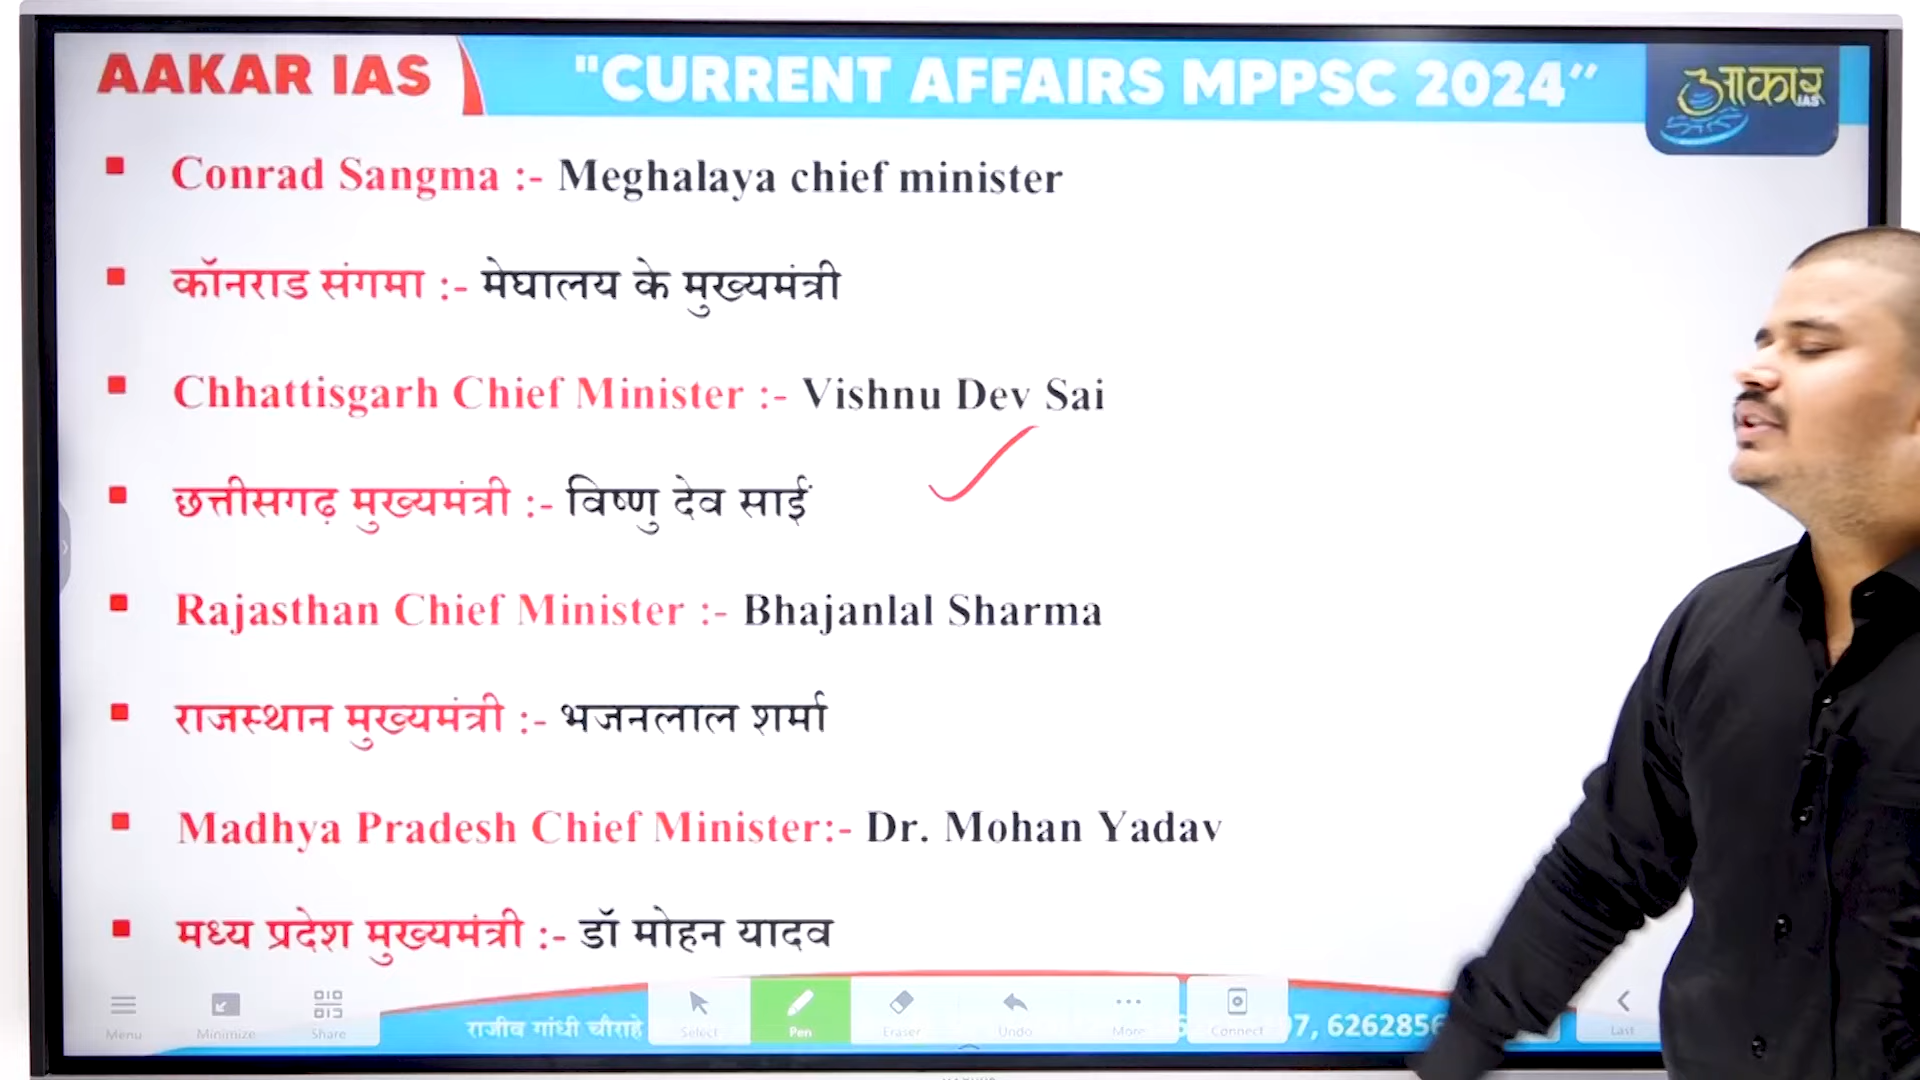 AAKAR IAS
"CURRENT AFFAIRS MPPSC 2024”
आकार
IAS
Conrad Sangma :- Meghalaya chief minister
कॉनराड संगमा :- मेघालय के मुख्यमंत्री
Chhattisgarh Chief Minister :- Vishnu Dev Sai
छत्तीसगढ़ मुख्यमंत्री :- विष्णु देव साईं
Rajasthan Chief Minister :- Bhajanlal Sharma
राजस्थान मुख्यमंत्री :- भजनलाल शर्मा
Madhya Pradesh Chief Minister:- Dr. Mohan Yadav
मध्य प्रदेश मुख्यमंत्री :- डॉ मोहन यादव
राजीव गांधी चौराहे
Menu Minimize Share Select Pen Eraser Undo More Connect Last